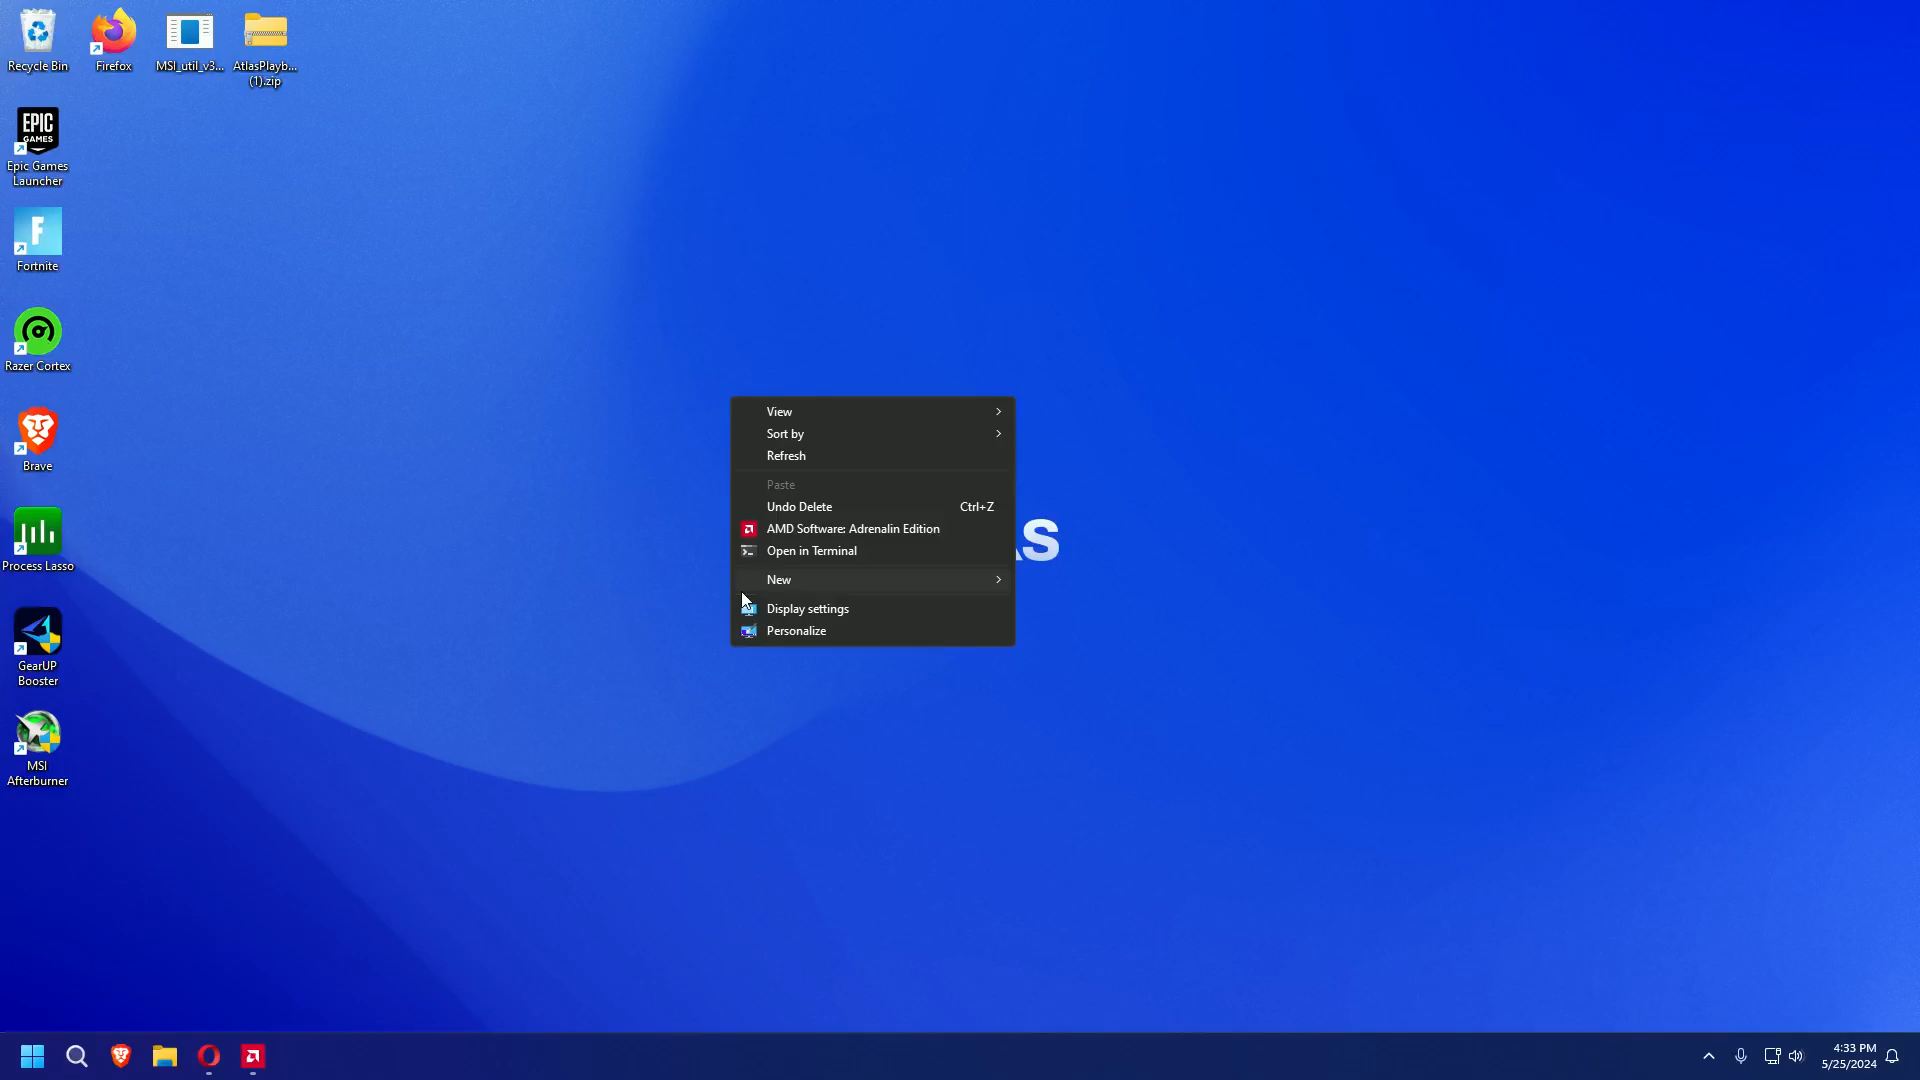 Recycle Bin
Firefox
MSI_util_v3...
AtlasPlayb...
(1).zip
EPIC
GAMES
Epic Games
Launcher
F
Fortnite
Razer Cortex
Brave
Process Lasso
GearUP
Booster
MSI
Afterburner
View
Sort by
Refresh
Paste
Undo Delete Ctrl+Z
AMD Software: Adrenalin Edition
Open in Terminal
New
Display settings
Personalize
s
4:33 PM
5/25/2024